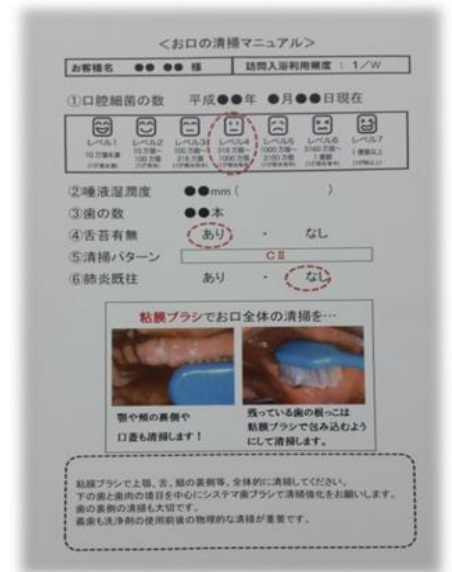 ＜お口の清掃マニュアル＞
お客様名 ●● ●● 様 訪問入浴利用頻度 : 1／W
①口腔細菌の数 平成●●年 ●月●●日現在
レベル1 レベル2 レベル3 レベル4 レベル5 レベル6 レベル7
②唾液湿潤度 ●●mm ( )
③歯の数 ●●本
④舌苔有無 あり ・ なし
⑤清掃パターン CⅡ
⑥肺炎既往 あり ・ なし
粘膜ブラシでお口全体の清掃を…
顎や頬の裏側や
口蓋も清掃します！
残っている歯の根っこは
粘膜ブラシで包み込むよう
にして清掃します。
粘膜ブラシで上顎、舌、頬の裏側等、全体的に清掃してください。
下の歯と歯肉の境目を中心にシステマ歯ブラシで清掃強化をお願いします。
歯の裏側の清掃も大切です。
義歯も洗浄剤の使用前後の物理的な清掃が重要です。